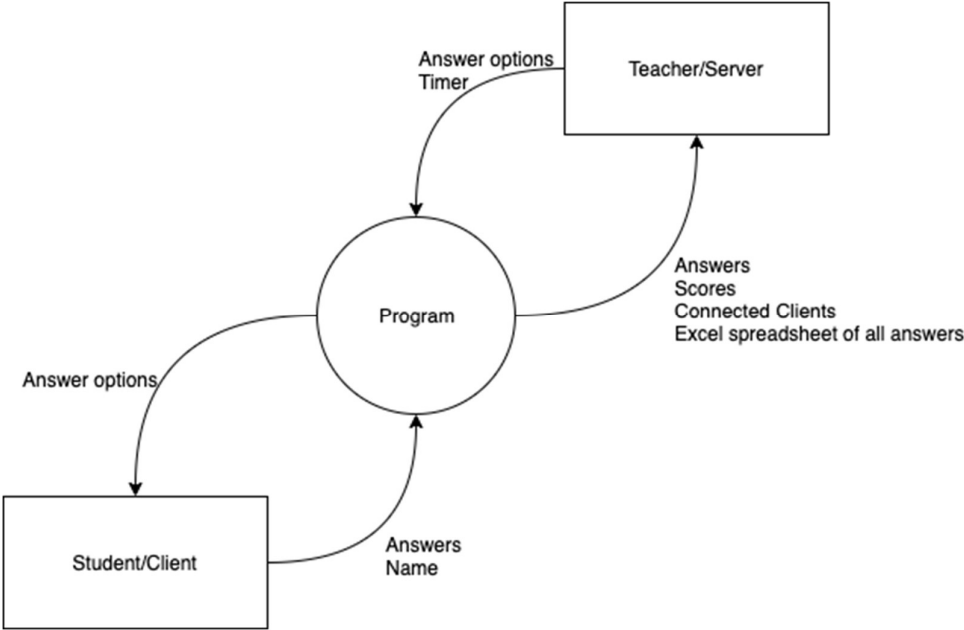 Answer options
Timer
Teacher/Server
Answers
Scores
Connected Clients
Excel spreadsheet of all answers
Program
Answer options
Student/Client
Answers
Name